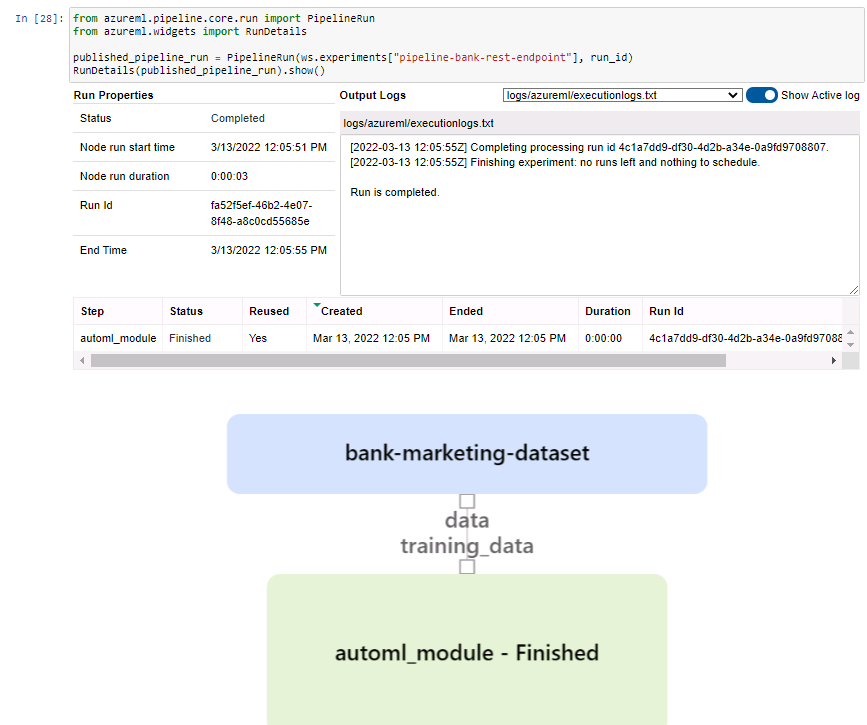 In [28]:
from azureml.pipeline.core.run import PipelineRun
from azureml.widgets import RunDetails
published_pipeline_run = PipelineRun(ws.experiments["pipeline-bank-rest-endpoint"], run_id)
RunDetails(published_pipeline_run).show()
Run Properties
Status Completed
Node run start time 3/13/2022 12:05:51 PM
Node run duration 0:00:03
Run Id fa52f5ef-46b2-4e07-
8f48-a8c0cd55685e
End Time 3/13/2022 12:05:55 PM
Output Logs logs/azureml/executionlogs.txt Show Active log
logs/azureml/executionlogs.txt
[2022-03-13 12:05:55Z] Completing processing run id 4c1a7dd9-df30-4d2b-a34e-0a9fd9708807.
[2022-03-13 12:05:55Z] Finishing experiment: no runs left and nothing to schedule.
Run is completed.
Step Status Reused Created Ended Duration Run Id
automl_module Finished Yes Mar 13, 2022 12:05 PM Mar 13, 2022 12:05 PM 0:00:00 4c1a7dd9-df30-4d2b-a34e-0a9fd97088
bank-marketing-dataset
data
training_data
automl_module - Finished